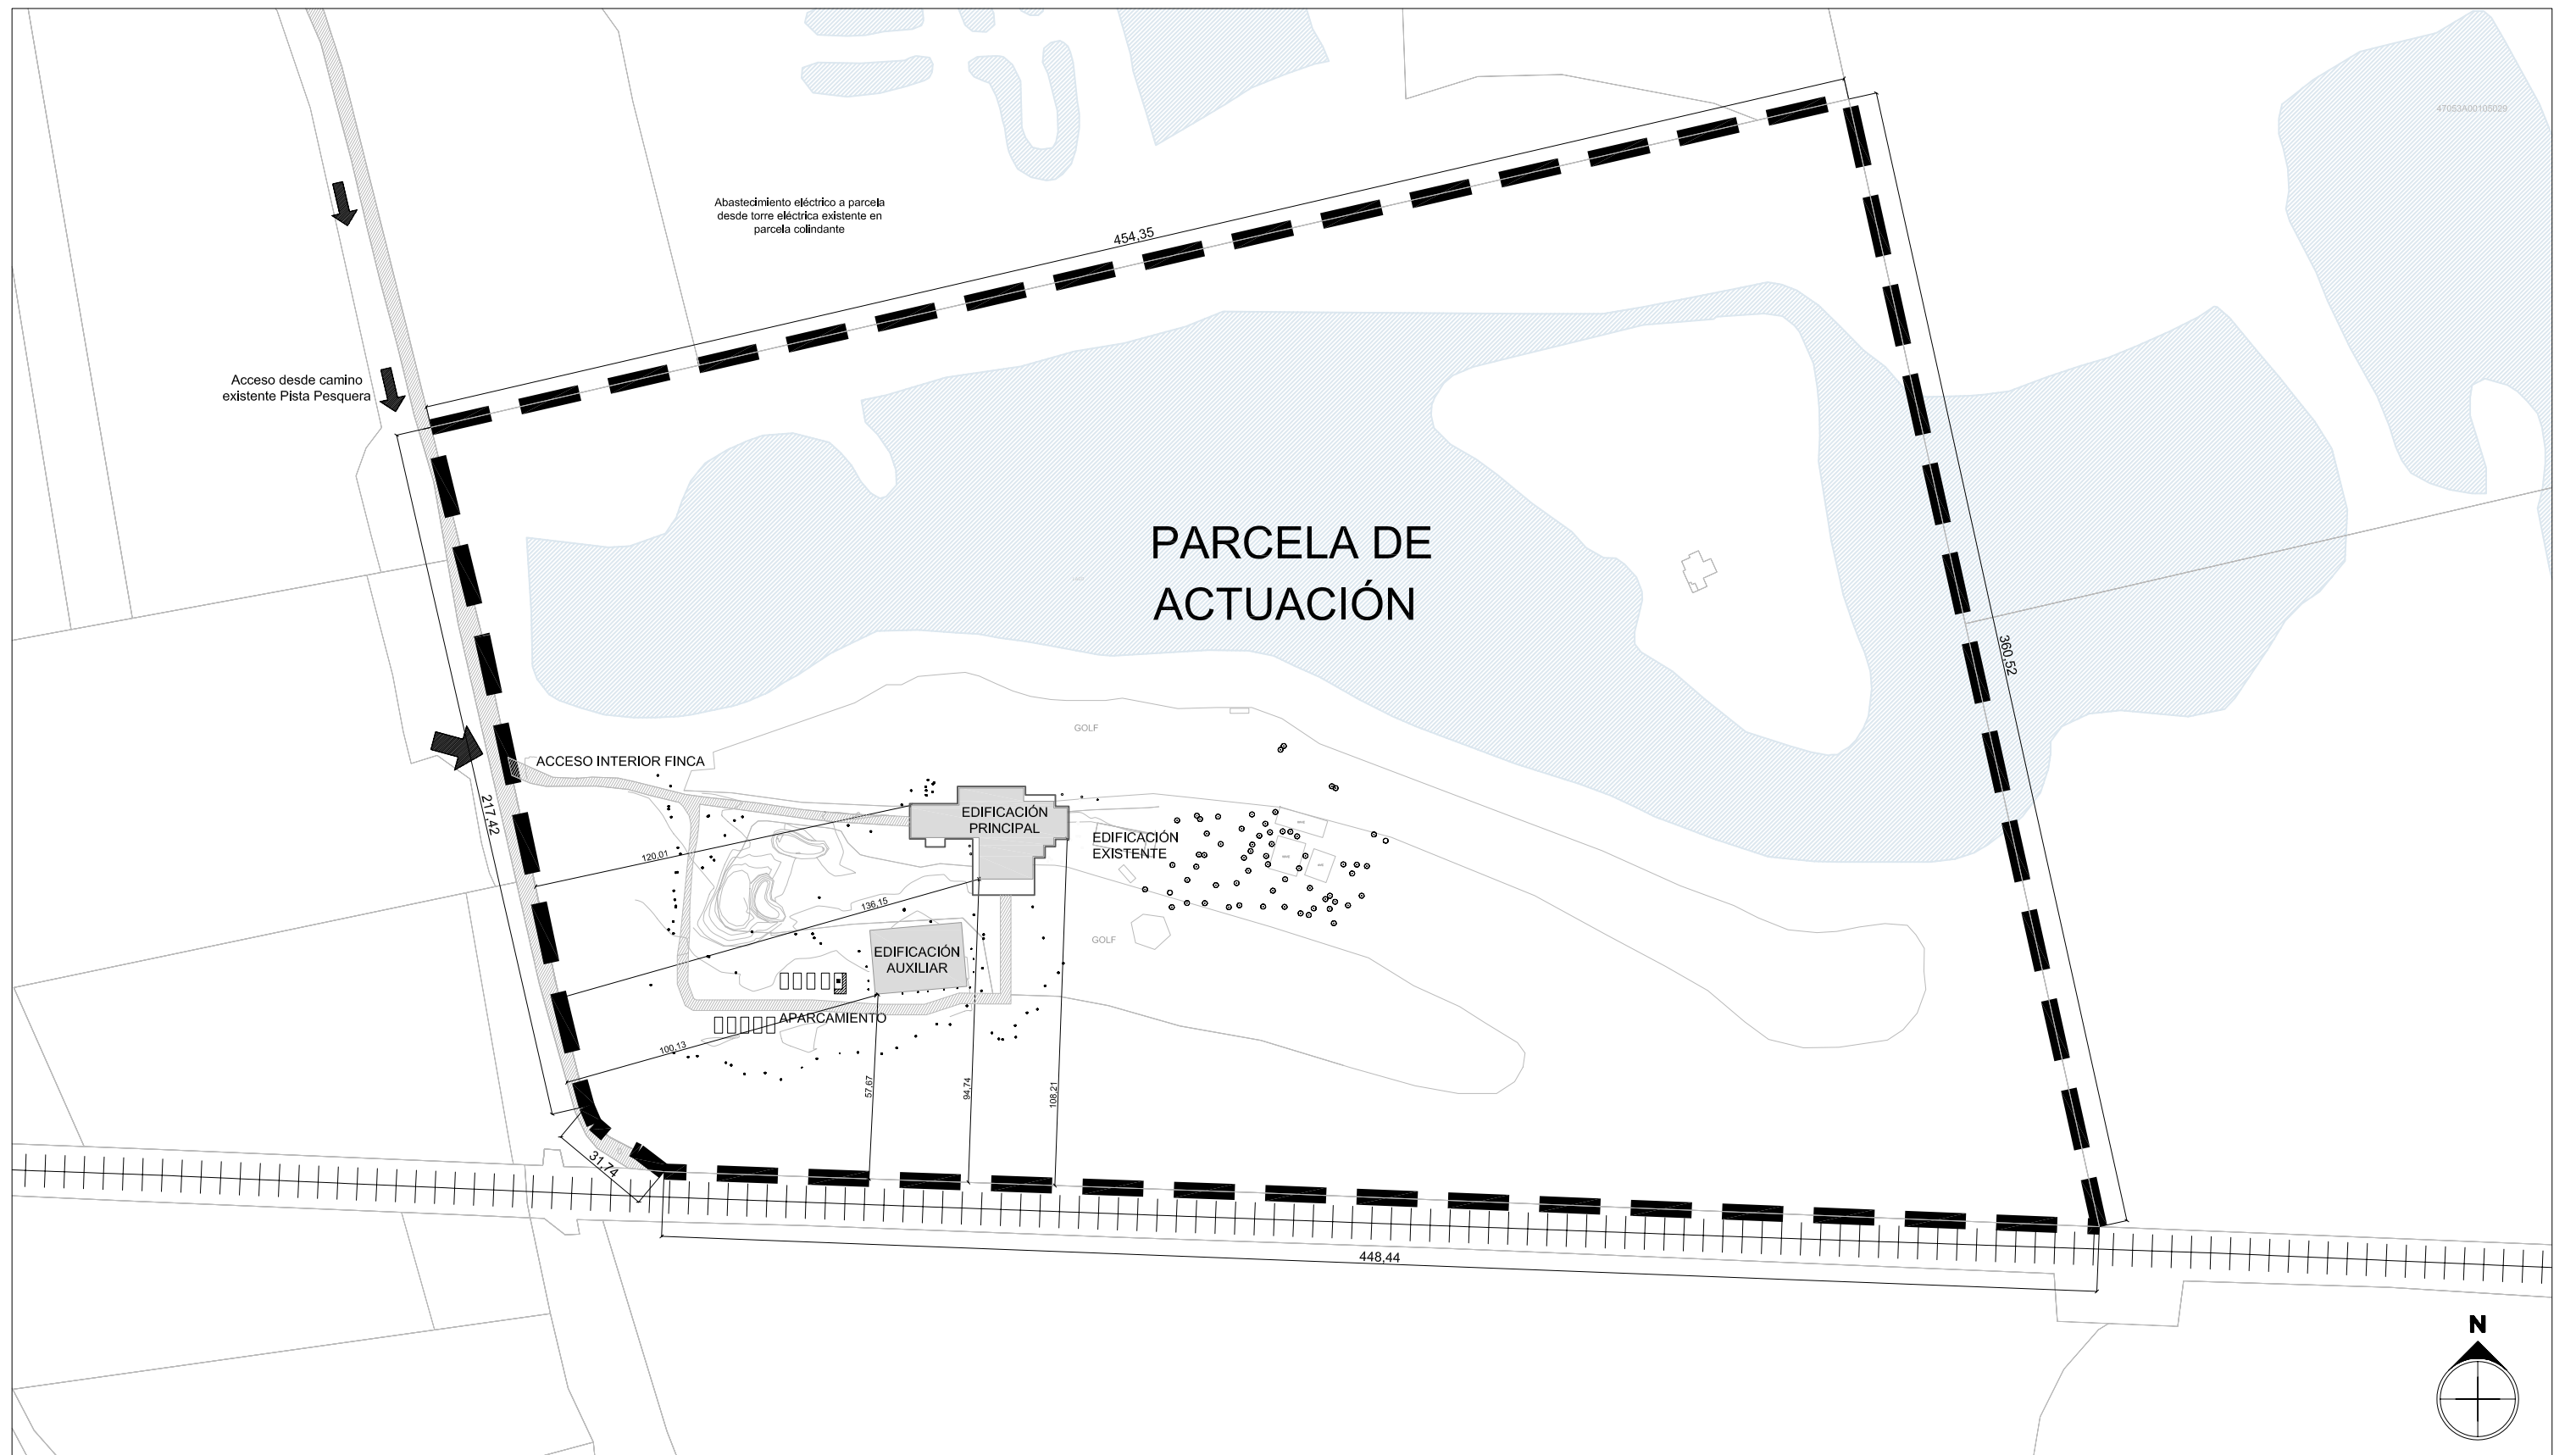 47053A00105029
Abastecimiento eléctrico a parcela
desde torre eléctrica existente en
parcela colindante
454,35
Acceso desde camino
existente Pista Pesquera
PARCELA DE
ACTUACIÓN
360,52
GOLF
ACCESO INTERIOR FINCA
217,42
EDIFICACIÓN
PRINCIPAL
EDIFICACIÓN
EXISTENTE
120,01
136,15
GOLF
EDIFICACIÓN
AUXILIAR
APARCAMIENTO
100,13
57,67
94,74
108,21
31,74
448,44
N